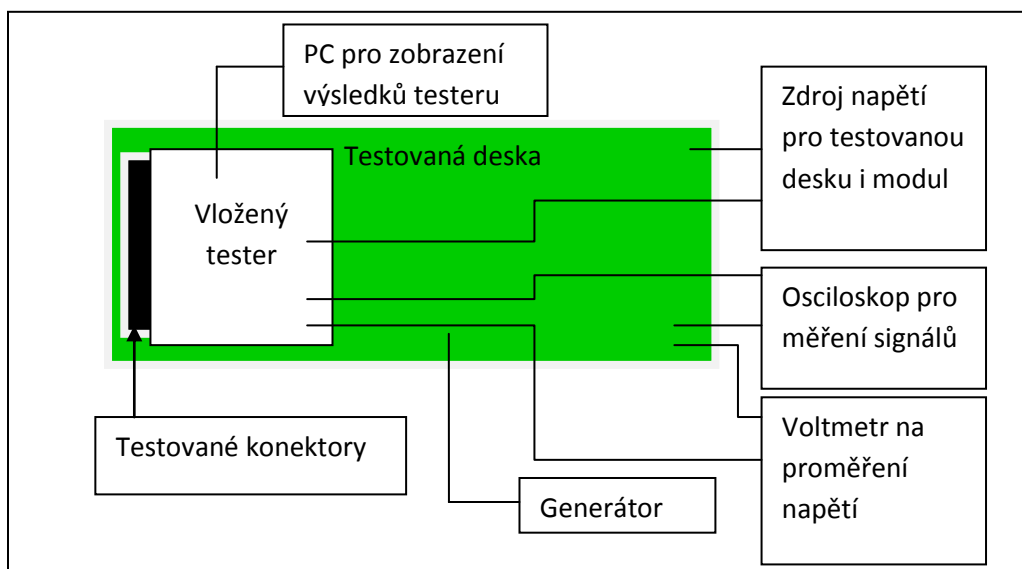 PC pro zobrazení
výsledků testeru
Zdroj napětí
pro testovanou
desku i modul
Testovaná deska
Vložený
tester
Osciloskop pro
měření signálů
Testované konektory
Voltmetr na
proměření
napětí
Generátor